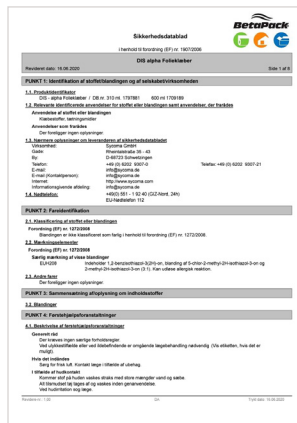 BetaPack
Sikkerhedsdatablad
i henhold til forordning (EF) nr. 1907/2006
DIS alpha Folieklæber
Revideret dato: 16.06.2020
Side 1 af 8
PUNKT 1: Identifikation af stoffet/blandingen og af selskabet/virksomheden
1.1. Produktidentifikator
DIS - alpha Folieklæber / DB nr. 310 ml. 1797881 600 ml 1709189
1.2. Relevante identificerede anvendelser for stoffet eller blandingen samt anvendelser, der frarådes
Anvendelse af stoffet eller blandingen
Klæbestoffer, tætningsmidler
Anvendelser som frarådes
Der foreligger ingen oplysninger.
1.3. Nærmere oplysninger om leverandøren af sikkerhedsdatabladet
Virksomhed: Sycoma GmbH
Gade: Rheintalstraße 35 - 43
By: D-68723 Schwetzingen
Telefon: +49 (0) 6202 9307-0 Telefax: +49 (0) 6202 9307-21
E-mail: info@sycoma.de
E-mail (Kontaktperson): info@sycoma.de
Internet: http://www.sycoma.com
Informationsgivende afdeling: info@sycoma.de
1.4. Nødtelefon: +49(0) 551 - 1 92 40 (GIZ-Nord, 24h)
EU-Nødtelefon 112
PUNKT 2: Fareidentifikation
2.1. Klassificering af stoffet eller blandingen
Forordning (EF) nr. 1272/2008
Blandingen er ikke klassificeret som farlig i henhold til forordning (EF) nr. 1272/2008.
2.2. Mærkningselementer
Forordning (EF) nr. 1272/2008
Særlig mærkning af visse blandinger
EUH208 Indeholder 1,2-benzisothiazol-3(2H)-on, blanding af 5-chlor-2-methyl-2H-isothiazol-3-on og
2-methyl-2H-isothiazol-3-on (3:1). Kan udløse allergisk reaktion.
2.3. Andre farer
Der foreligger ingen oplysninger.
PUNKT 3: Sammensætning af/oplysning om indholdsstoffer
3.2. Blandinger
PUNKT 4: Førstehjælpsforanstaltninger
4.1. Beskrivelse af førstehjælpsforanstaltninger
Generelt råd
Der kræves ingen særlige forholdsregler.
Ved ulykkestilfælde eller ved ildebefindende er omgående lægebehandling nødvendig (Vis etiketten, hvis det er
muligt).
Hvis det indåndes
Sørg for frisk luft. Kontakt læge i tilfælde af ubehag.
I tilfælde af hudkontakt
Kommer stof på huden vaskes straks med store mængder vand og sæbe.
Alt tilsmudset tøj tages af og vaskes inden genanvendelse.
Ved hudirritation søg læge.
Revisions nr.: 1,00
DA
Trykt dato: 16.06.2020